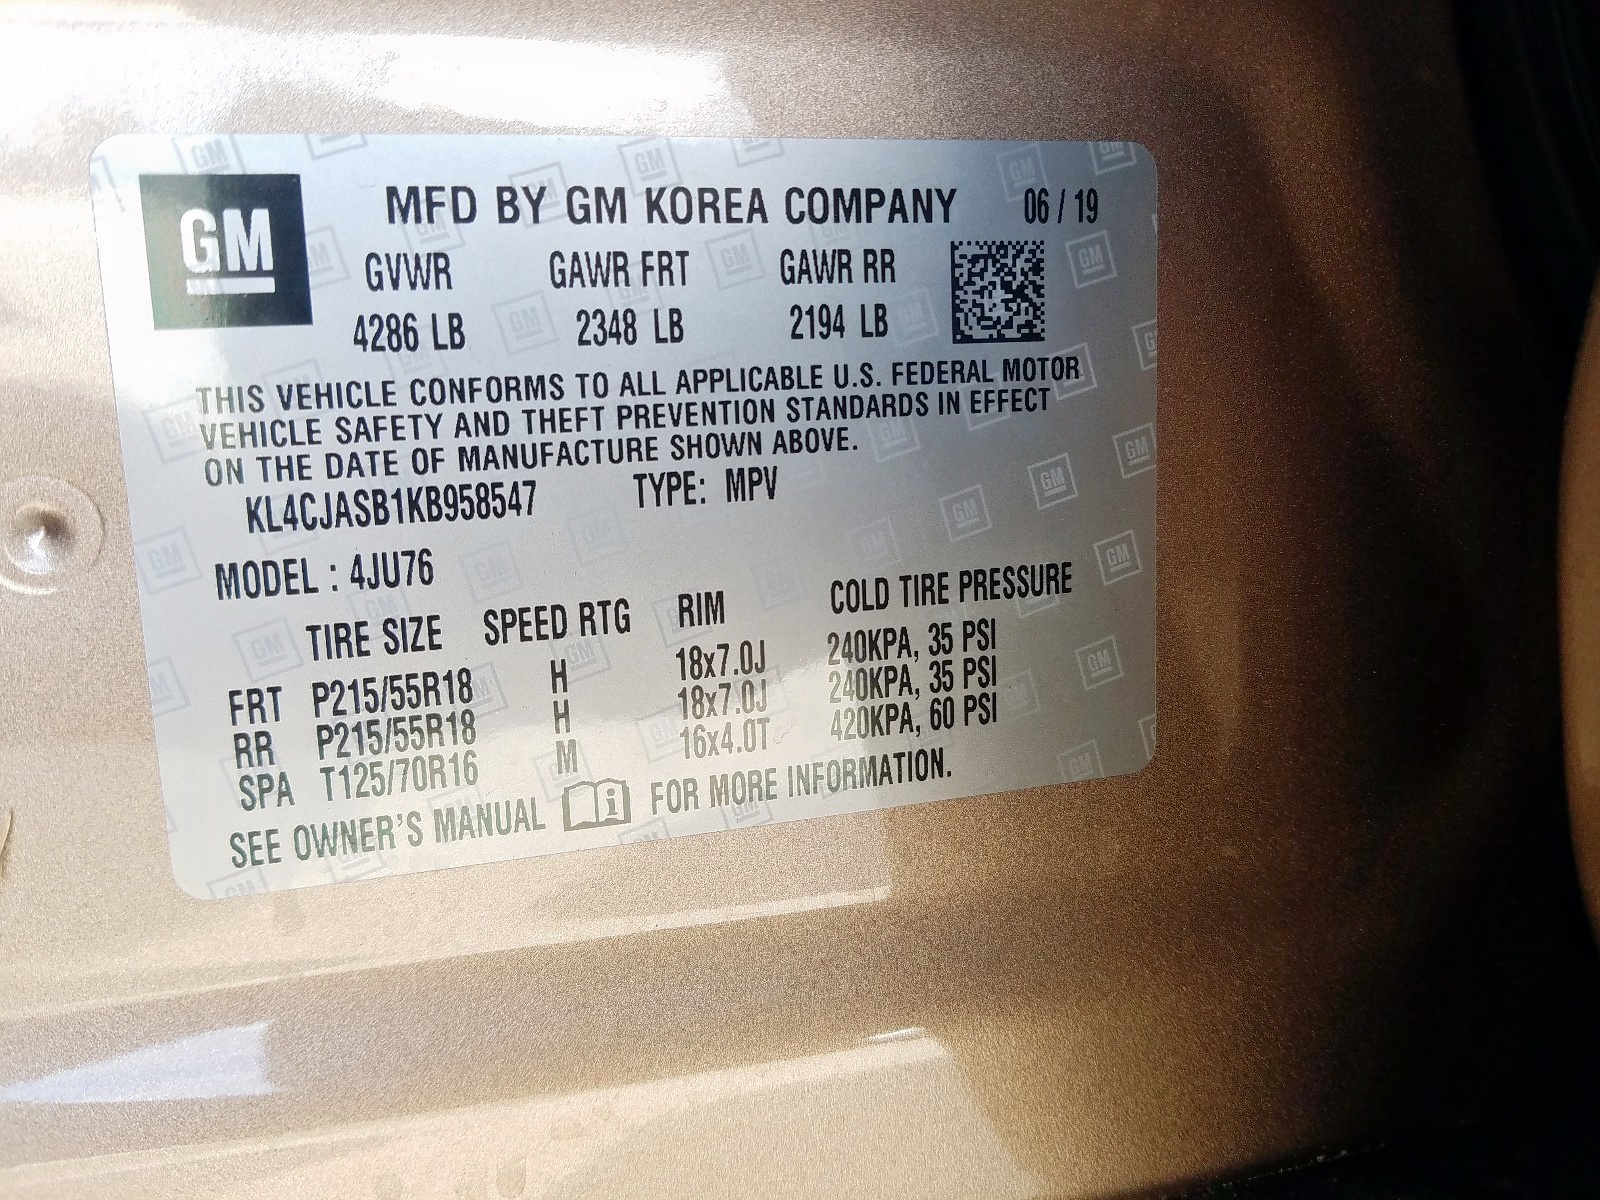 GM
MFD BY GM KOREA COMPANY 06 / 19
GVWR GAWR FRT GAWR RR
4286 LB 2348 LB 2194 LB
THIS VEHICLE CONFORMS TO ALL APPLICABLE U.S. FEDERAL MOTOR
VEHICLE SAFETY AND THEFT PREVENTION STANDARDS IN EFFECT
ON THE DATE OF MANUFACTURE SHOWN ABOVE.
KL4CJASB1KB958547 TYPE: MPV
MODEL : 4JU76
TIRE SIZE SPEED RTG RIM COLD TIRE PRESSURE
FRT P215/55R18 H 18x7.0J 240KPA, 35 PSI
RR P215/55R18 H 18x7.0J 240KPA, 35 PSI
SPA T125/70R16 M 16x4.0T 420KPA, 60 PSI
SEE OWNER'S MANUAL i FOR MORE INFORMATION.